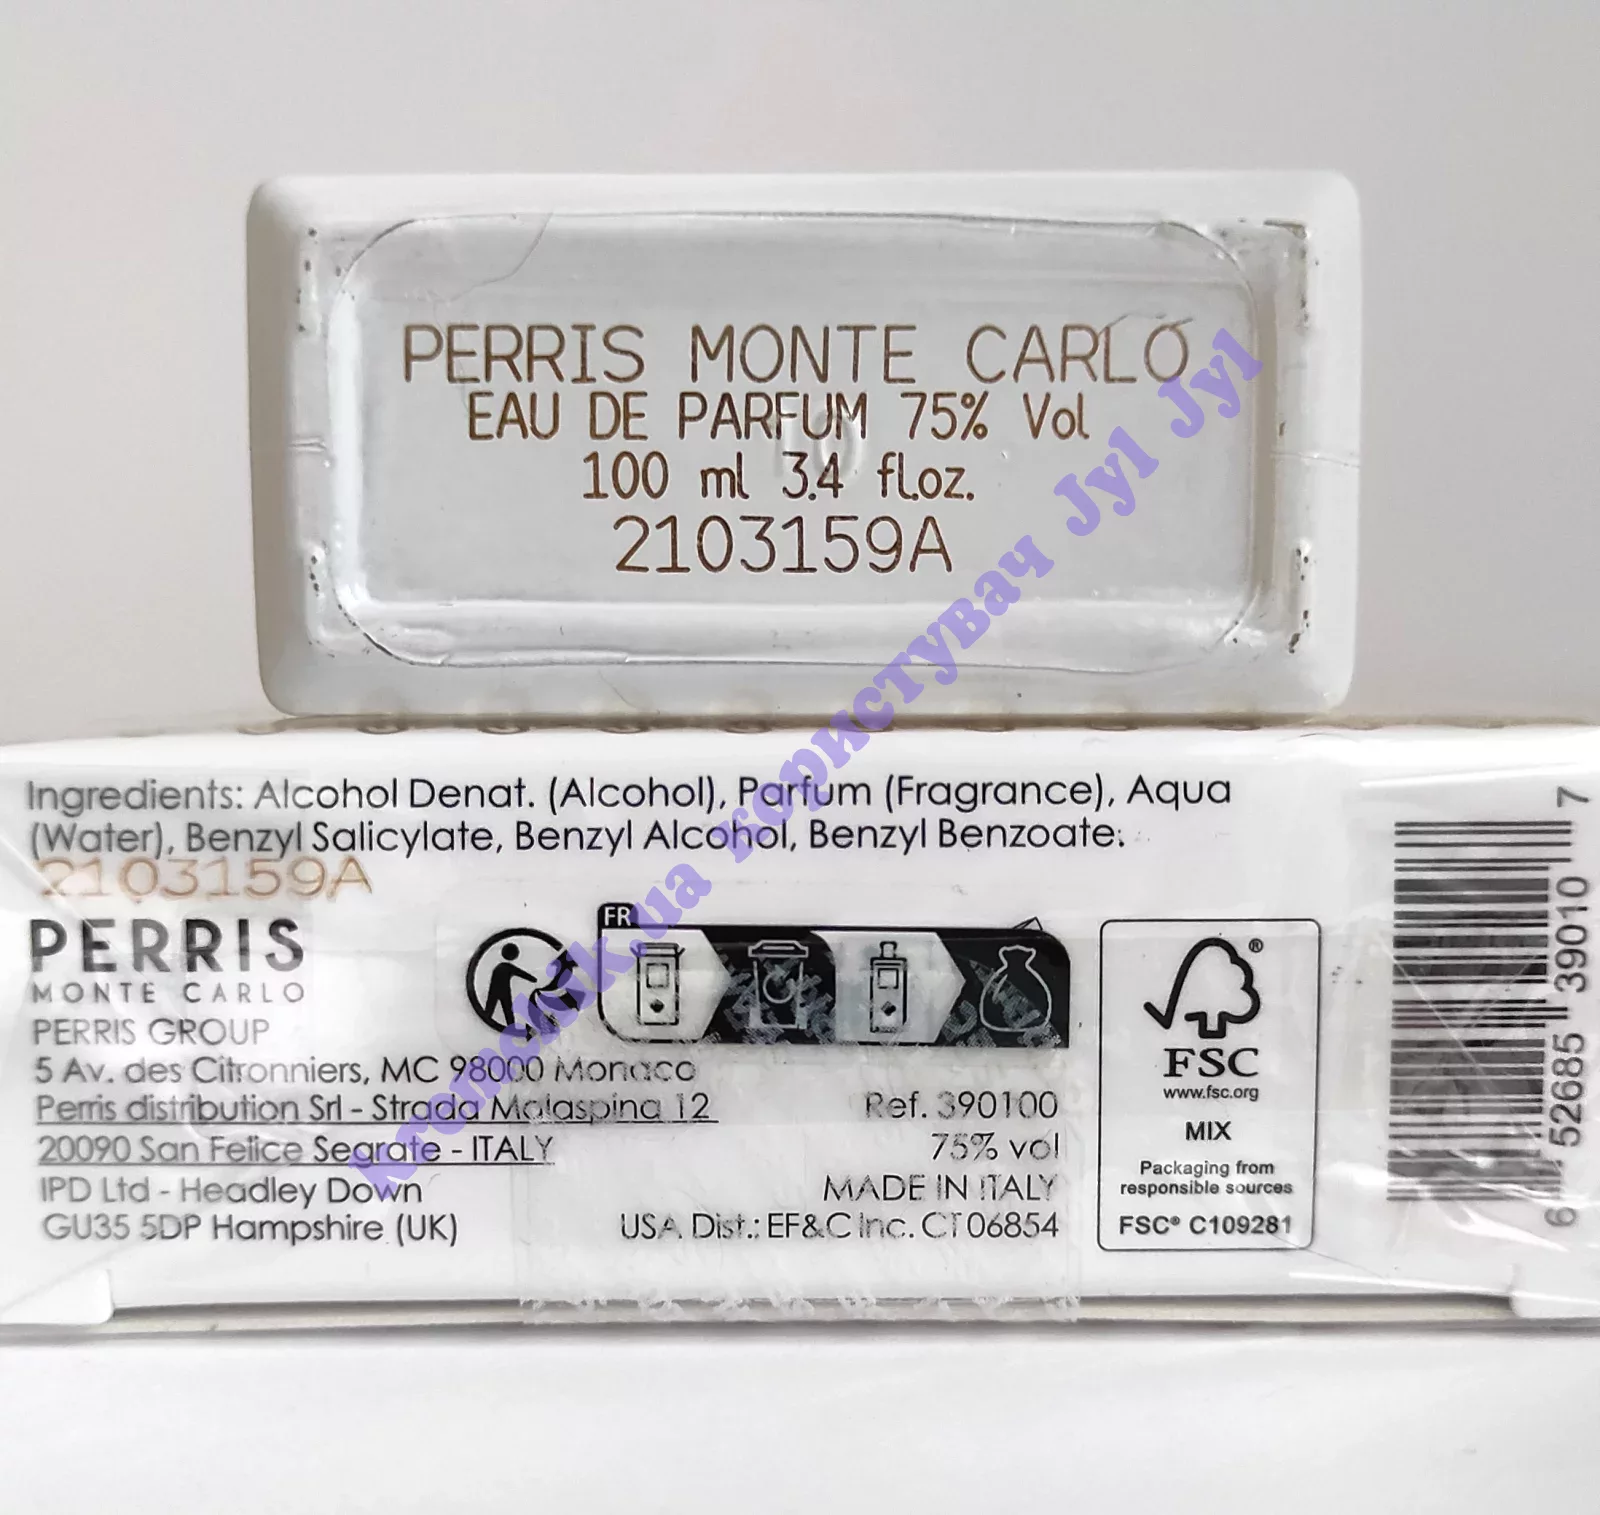 PERRIS MONTE CARLO
EAU DE PARFUM 75% Vol
100 ml 3.4 fl.oz.
2103159A
Ingredients: Alcohol Denat. (Alcohol), Parfum (Fragrance), Aqua
(Water), Benzyl Salicylate, Benzyl Alcohol, Benzyl Benzoate.
2103159A
PERRIS
MONTE CARLO
PERRIS GROUP
5 Av. des Citronniers, MC 98000 Monaco
Perris distribution Srl - Strada Malaspina 12
20090 San Felice Segrate - ITALY
IPD Ltd - Headley Down
GU35 5DP Hampshire (UK)
FR
Ref. 390100
75% vol
MADE IN ITALY
USA Dist.: EF&C Inc. CT 06854
®
FSC
www.fsc.org
MIX
Packaging from
responsible sources
FSC® C109281
6 52685 39010 7
kronchik.ua користувач Jyl Jyl